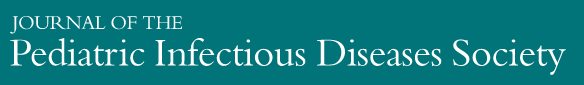 JOURNAL OF THE
Pediatric Infectious Diseases Society